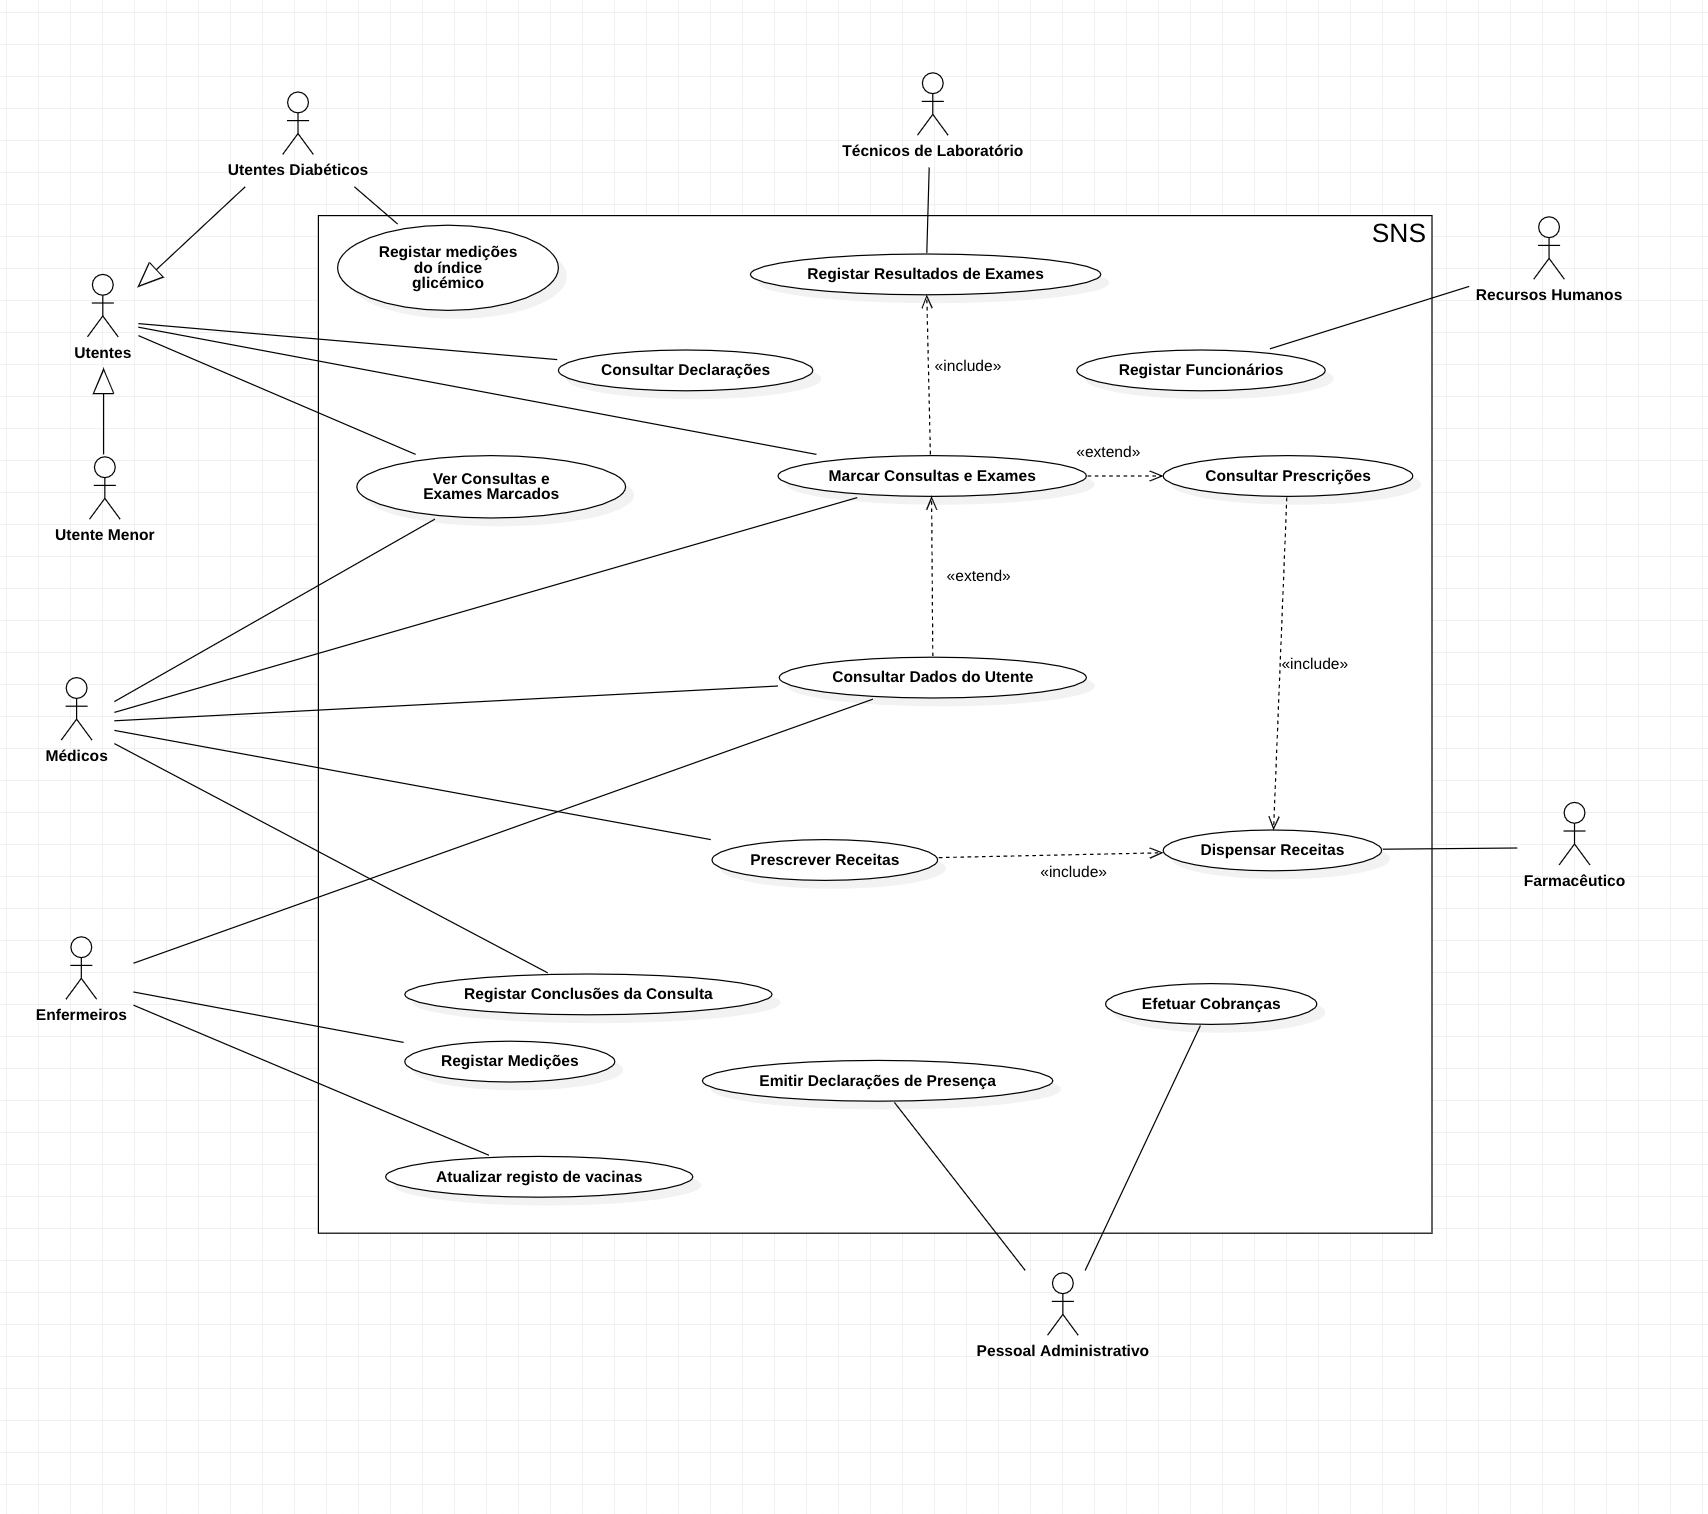 Técnicos de Laboratório
Utentes Diabéticos
SNS
Registar medições
do índice
glicémico
Registar Resultados de Exames
Recursos Humanos
Utentes
«include»
Consultar Declarações
Registar Funcionários
«extend»
Ver Consultas e
Exames Marcados
Marcar Consultas e Exames
Consultar Prescrições
Utente Menor
«extend»
«include»
Consultar Dados do Utente
Médicos
Prescrever Receitas
«include»
Dispensar Receitas
Farmacêutico
Registar Conclusões da Consulta
Efetuar Cobranças
Enfermeiros
Registar Medições
Emitir Declarações de Presença
Atualizar registo de vacinas
Pessoal Administrativo